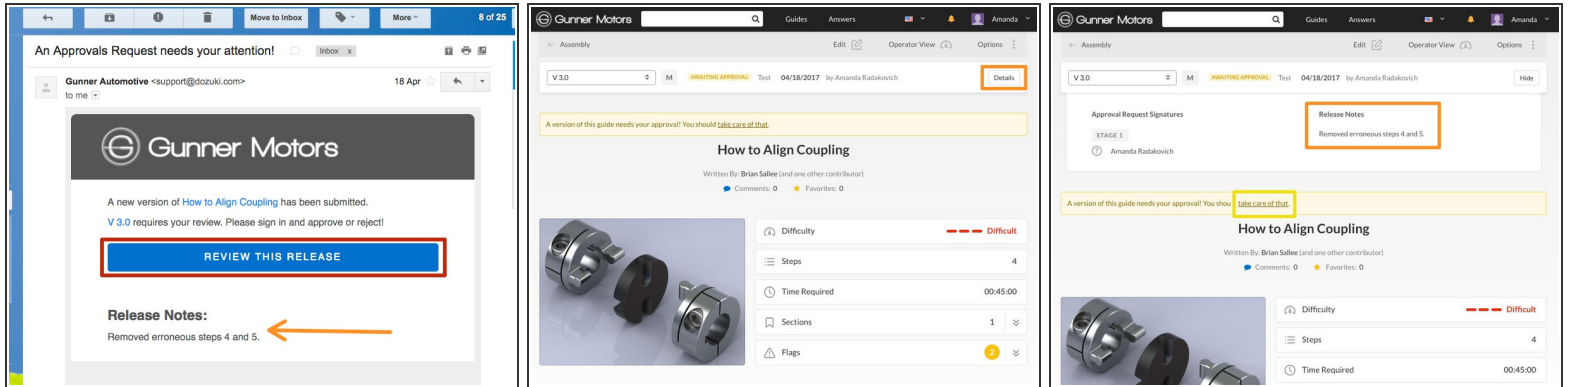 Move to Inbox
More
8 of 25
An Approvals Request needs your attention!
Inbox x
Gunner Automotive <support@dozuki.com>
18 Apr
to me
Gunner Motors
A new version of How to Align Coupling has been submitted.
V 3.0 requires your review. Please sign in and approve or reject!
REVIEW THIS RELEASE
Release Notes:
Removed erroneous steps 4 and 5.
Gunner Motors
Guides
Answers
Amanda
← Assembly
Edit
Operator View
Options
V 3.0
M
AWAITING APPROVAL
Test
04/18/2017
by Amanda Radakovich
Details
A version of this guide needs your approval! You should take care of that.
How to Align Coupling
Written By: Brian Sallee (and one other contributor)
Comments: 0
Favorites: 0
Difficulty
Difficult
Steps
4
Time Required
00:45:00
Sections
1
Flags
2
Gunner Motors
Guides
Answers
Amanda
← Assembly
Edit
Operator View
Options
V 3.0
M
AWAITING APPROVAL
Test
04/18/2017
by Amanda Radakovich
Hide
Approval Request Signatures
Release Notes
STAGE 1
Removed erroneous steps 4 and 5.
Amanda Radakovich
A version of this guide needs your approval! You shou take care of that.
How to Align Coupling
Written By: Brian Sallee (and one other contributor)
Comments: 0
Favorites: 0
Difficulty
Difficult
Steps
4
Time Required
00:45:00